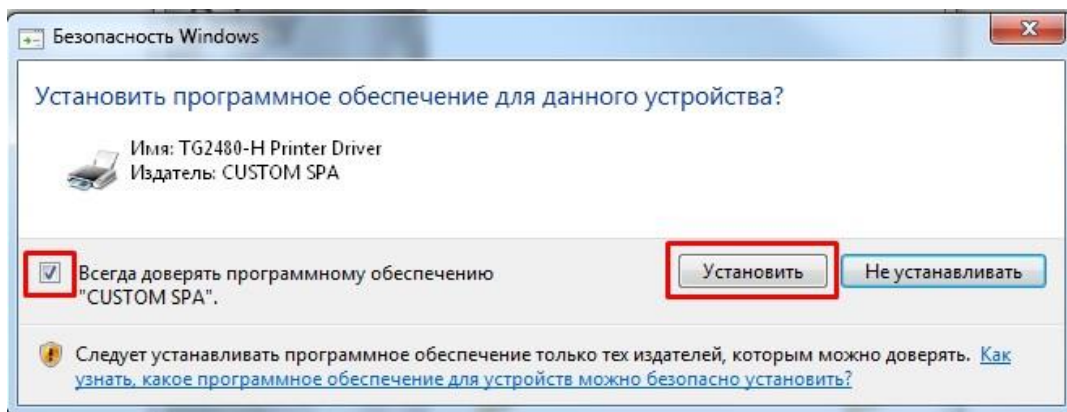 Безопасность Windows
Установить программное обеспечение для данного устройства?
Имя: TG2480-H Printer Driver
Издатель: CUSTOM SPA
Всегда доверять программному обеспечению
"CUSTOM SPA".
Установить
Не устанавливать
Следует устанавливать программное обеспечение только тех издателей, которым можно доверять. Как
узнать, какое программное обеспечение для устройств можно безопасно установить?